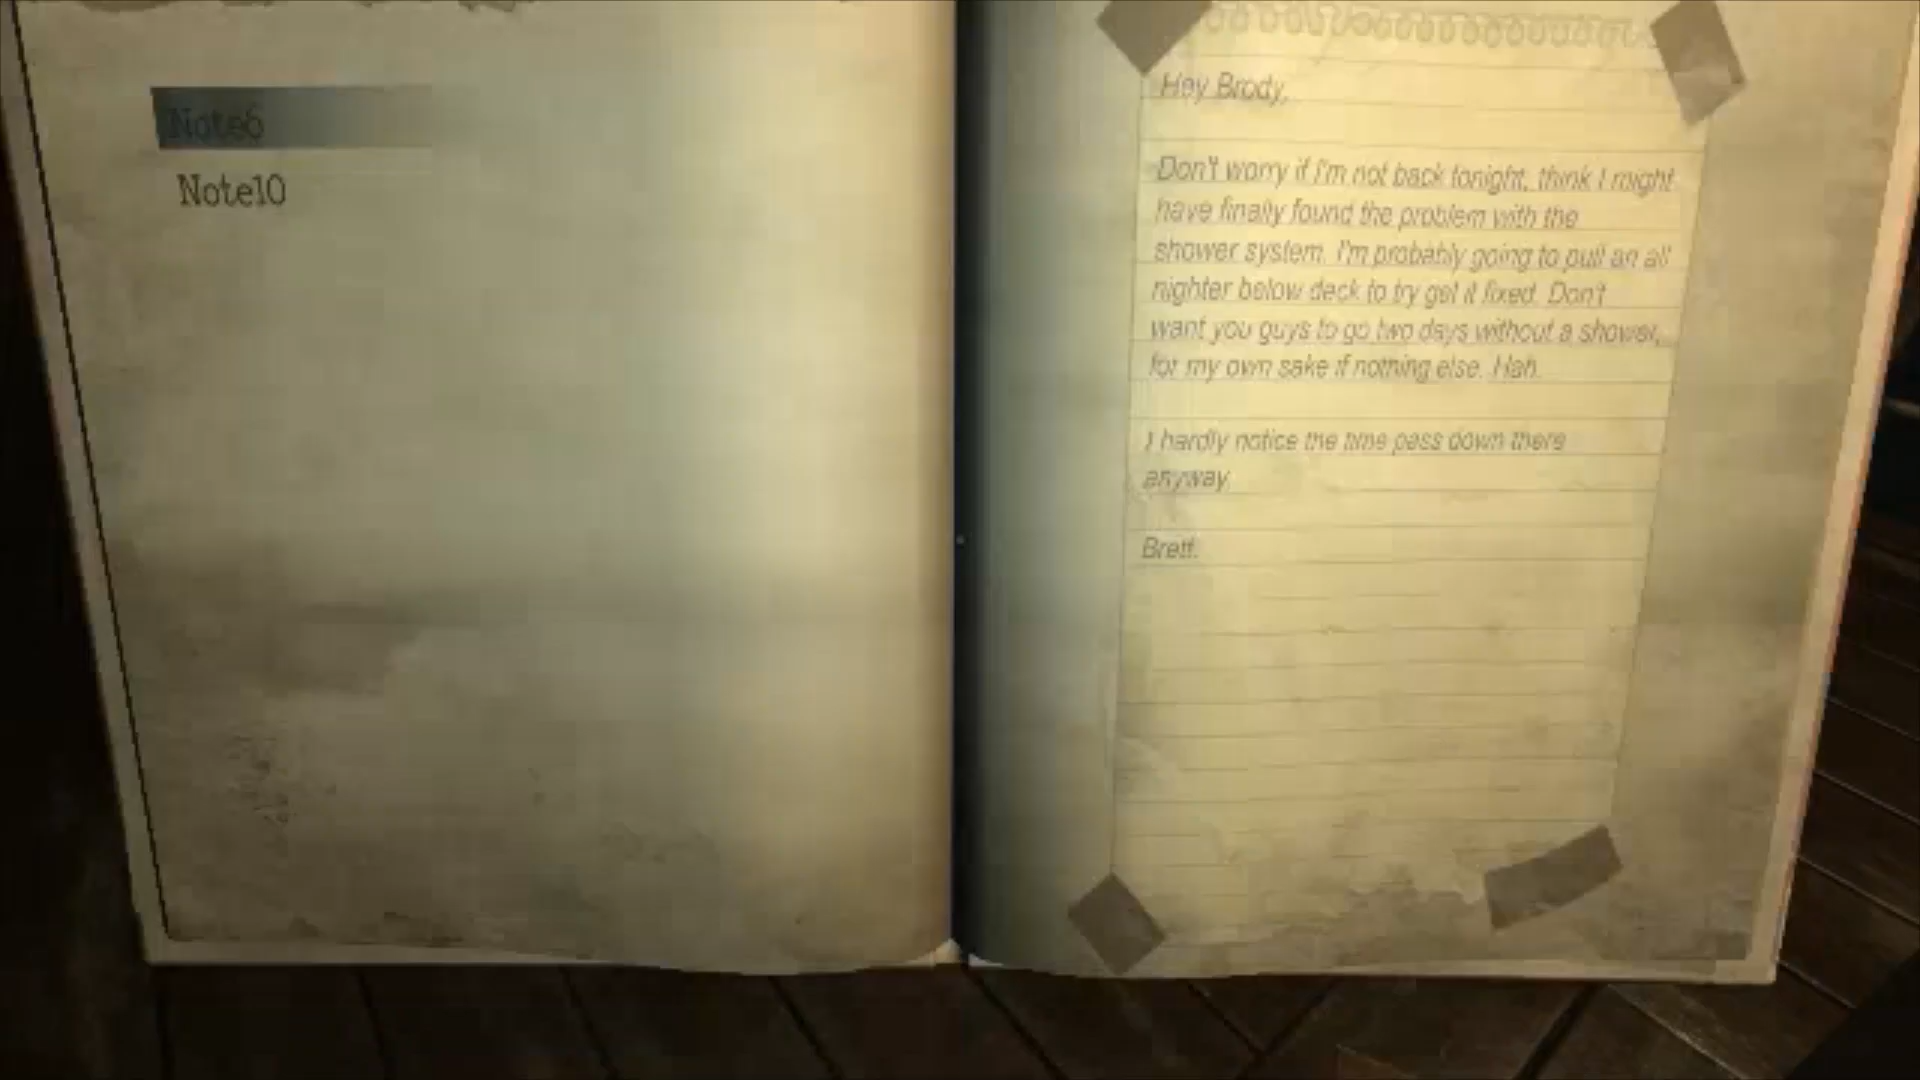 Note6
Note10
Hey Brody,
Don't worry if I'm not back tonight, think I might
have finally found the problem with the
shower system. I'm probably going to pull an all
nighter below deck to try get it fixed. Don't
want you guys to go two days without a shower,
for my own sake if nothing else. Hah.
I hardly notice the time pass down there
anyway.
Brett.